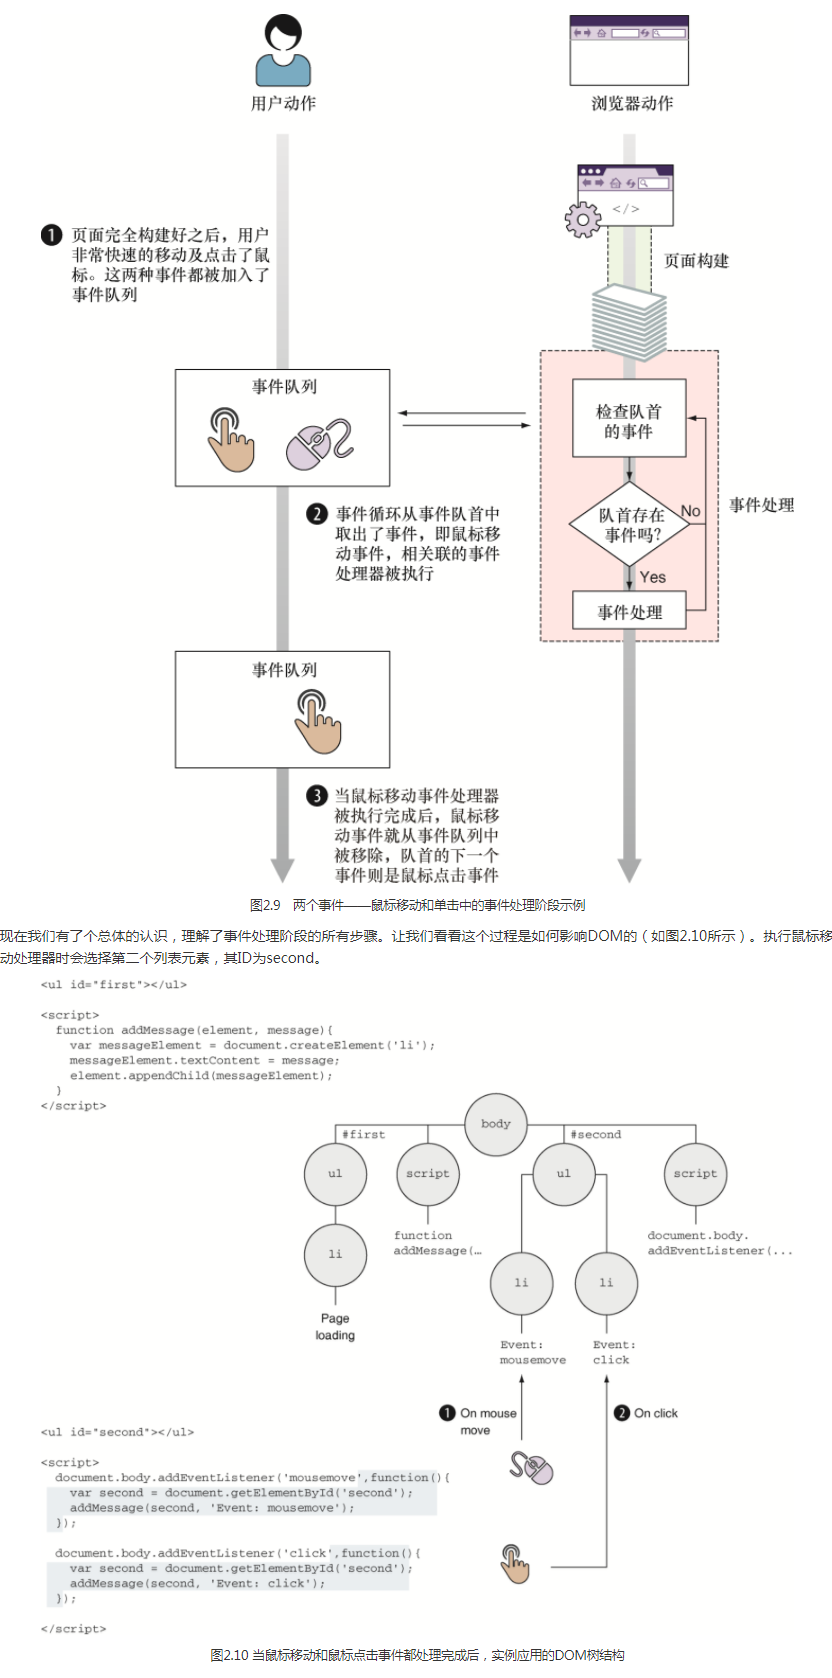 用户动作
浏览器动作
</>
1 页面完全构建好之后，用户
非常快速的移动及点击了鼠
标。这两种事件都被加入了
事件队列
页面构建
事件队列
检查队首
的事件
队首存在
事件吗?
No
Yes
事件处理
事件处理
2 事件循环从事件队首中
取出了事件，即鼠标移
动事件，相关联的事件
处理器被执行
事件队列
3 当鼠标移动事件处理器
被执行完成后，鼠标移
动事件就从事件队列中
被移除，队首的下一个
事件则是鼠标点击事件
图2.9 两个事件——鼠标移动和单击中的事件处理阶段示例
现在我们有了个总体的认识，理解了事件处理阶段的所有步骤。让我们看看这个过程是如何影响DOM的（如图2.10所示）。执行鼠标移
动处理器时会选择第二个列表元素，其ID为second。
<ul id="first"></ul>
<script>
function addMessage(element, message){
var messageElement = document.createElement('li');
messageElement.textContent = message;
element.appendChild(messageElement);
}
</script>
body
#first
#second
ul
script
ul
script
function
addMessage(…
document.body.
addEventListener(...
li
li
li
Page
loading
Event:
mousemove
Event:
click
1 On mouse
move
2 On click
<ul id="second"></ul>
<script>
document.body.addEventListener('mousemove',function(){
var second = document.getElementById('second');
addMessage(second, 'Event: mousemove');
});
document.body.addEventListener('click',function(){
var second = document.getElementById('second');
addMessage(second, 'Event: click');
});
</script>
图2.10 当鼠标移动和鼠标点击事件都处理完成后，实例应用的DOM树结构